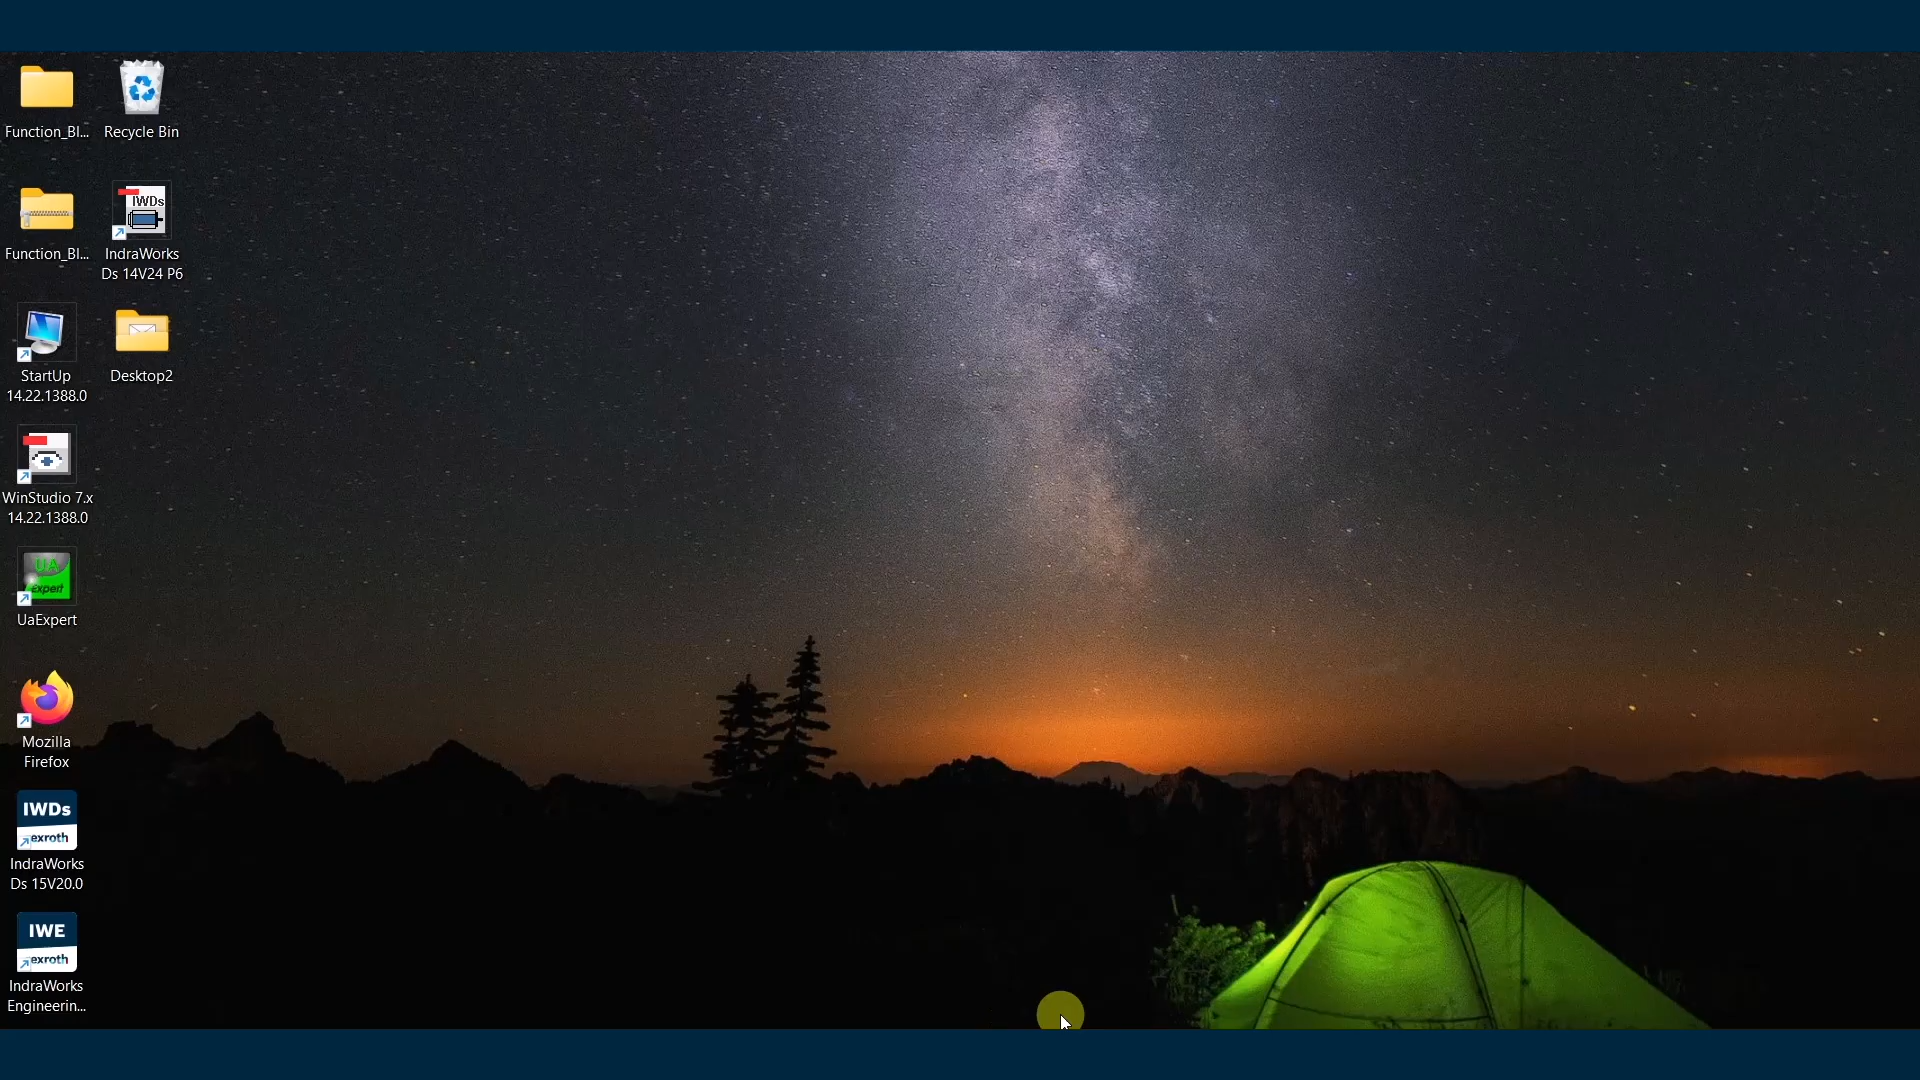 Function_Bl...
Recycle Bin
Function_Bl...
IWDs
IndraWorks
Ds 14V24 P6
StartUp
14.22.1388.0
Desktop2
WinStudio 7.x
14.22.1388.0
UA
expert
UaExpert
Mozilla
Firefox
IWDs
exroth
IndraWorks
Ds 15V20.0
IWE
exroth
IndraWorks
Engineerin...